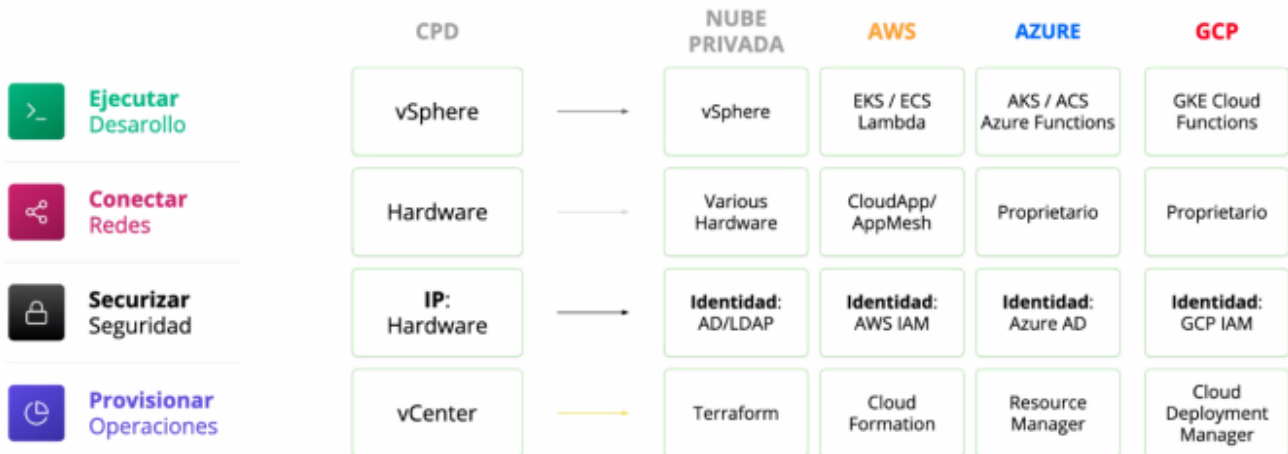 CPD
NUBE
PRIVADA
AWS
AZURE
GCP
Ejecutar
Desarollo
vSphere
vSphere
EKS / ECS
Lambda
AKS / ACS
Azure Functions
GKE Cloud
Functions
Conectar
Redes
Hardware
Various
Hardware
CloudApp/
AppMesh
Proprietario
Proprietario
Securizar
Seguridad
IP:
Hardware
Identidad:
AD/LDAP
Identidad:
AWS IAM
Identidad:
Azure AD
Identidad:
GCP IAM
Provisionar
Operaciones
vCenter
Terraform
Cloud
Formation
Resource
Manager
Cloud
Deployment
Manager